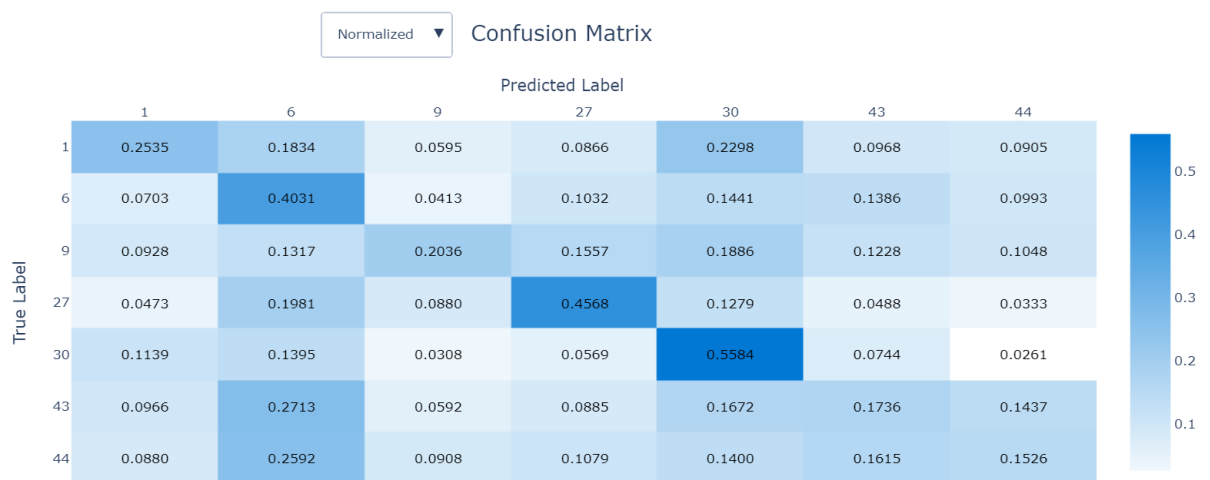 Normalized ▼ Confusion Matrix
Predicted Label
1 6 9 27 30 43 44
1 0.2535 0.1834 0.0595 0.0866 0.2298 0.0968 0.0905
6 0.0703 0.4031 0.0413 0.1032 0.1441 0.1386 0.0993
9 0.0928 0.1317 0.2036 0.1557 0.1886 0.1228 0.1048
27 0.0473 0.1981 0.0880 0.4568 0.1279 0.0488 0.0333
30 0.1139 0.1395 0.0308 0.0569 0.5584 0.0744 0.0261
43 0.0966 0.2713 0.0592 0.0885 0.1672 0.1736 0.1437
44 0.0880 0.2592 0.0908 0.1079 0.1400 0.1615 0.1526
True Label
0.5
0.4
0.3
0.2
0.1